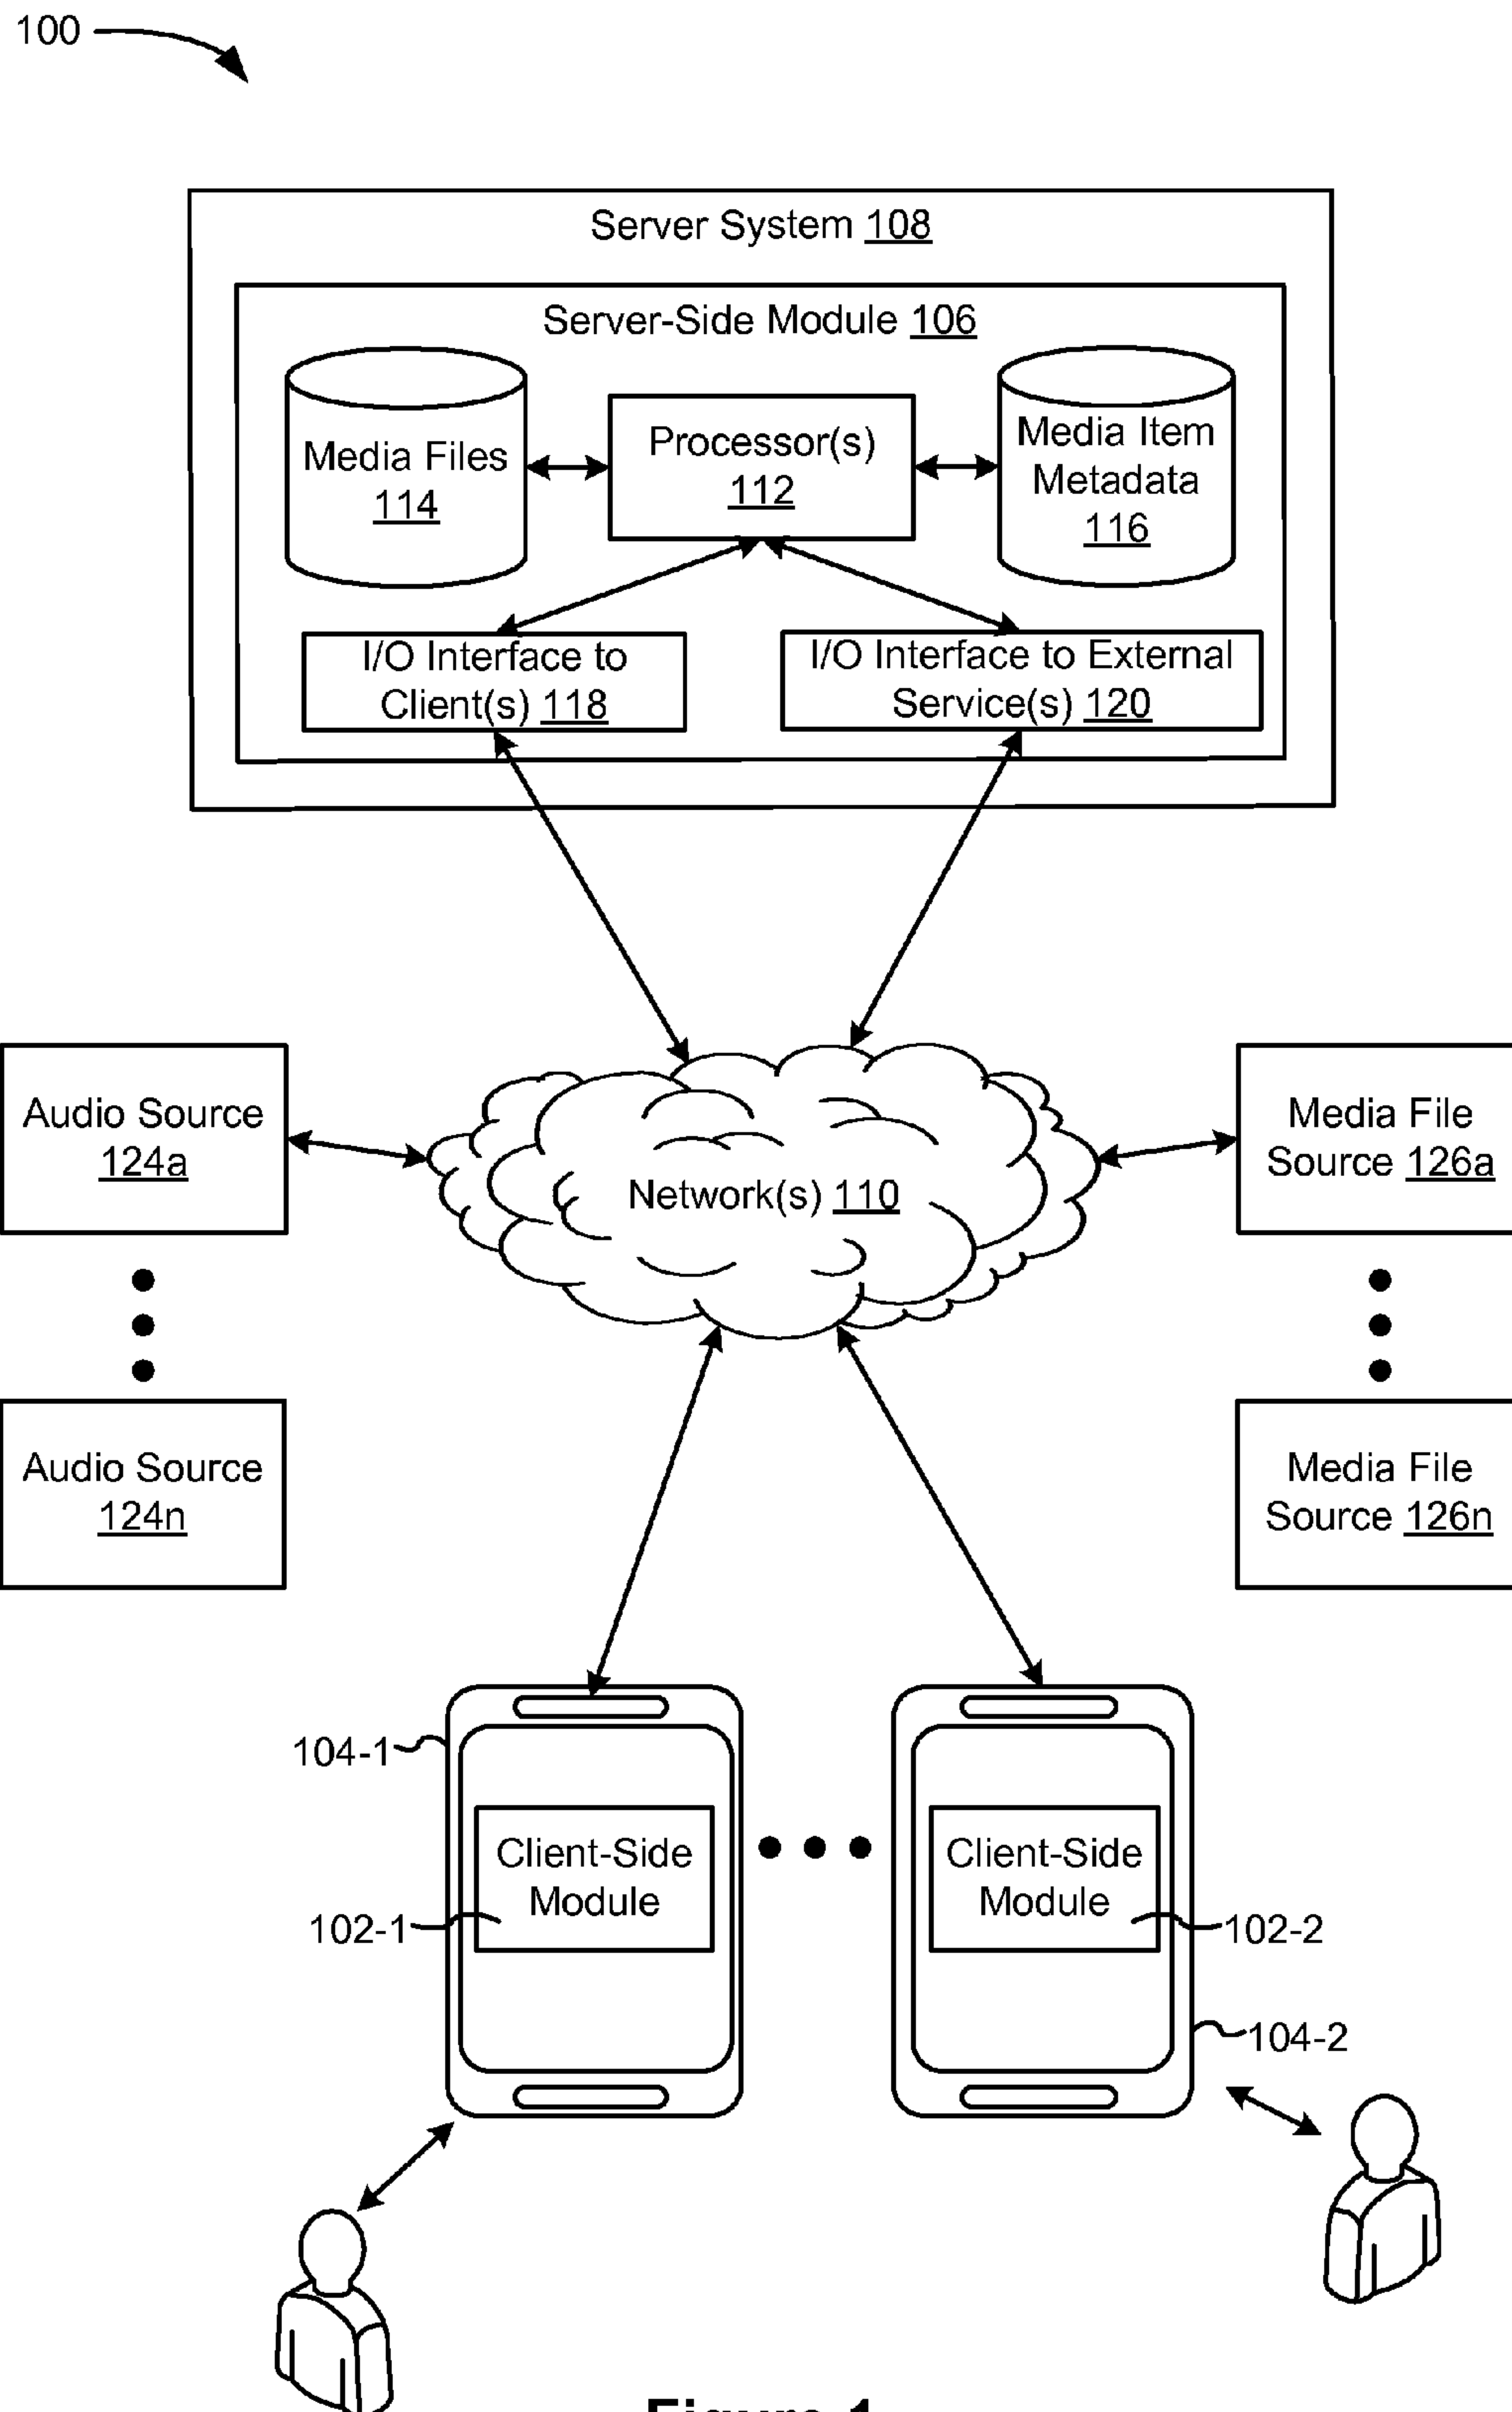 100
Server System 108
Server-Side Module 106
Media Files
114
Processor(s)
112
Media Item
Metadata
116
I/O Interface to
Client(s) 118
I/O Interface to External
Service(s) 120
Audio Source
124a
Network(s) 110
Media File
Source 126a
Audio Source
124n
Media File
Source 126n
104-1
Client-Side
Module
102-1
Client-Side
Module
102-2
104-2
Figure 1